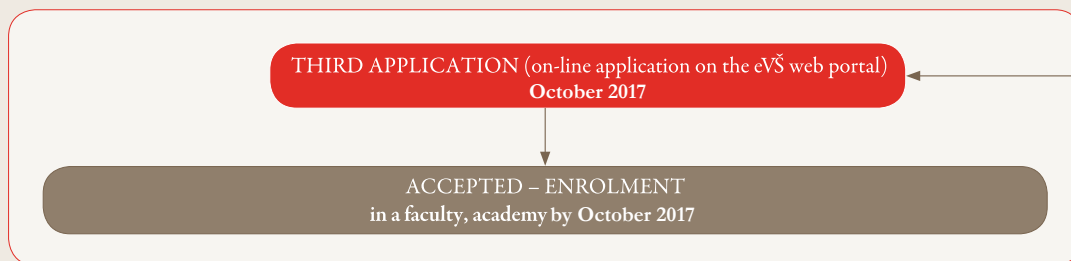 THIRD APPLICATION (on-line application on the eVŠ web portal)
October 2017
ACCEPTED – ENROLMENT
in a faculty, academy by October 2017